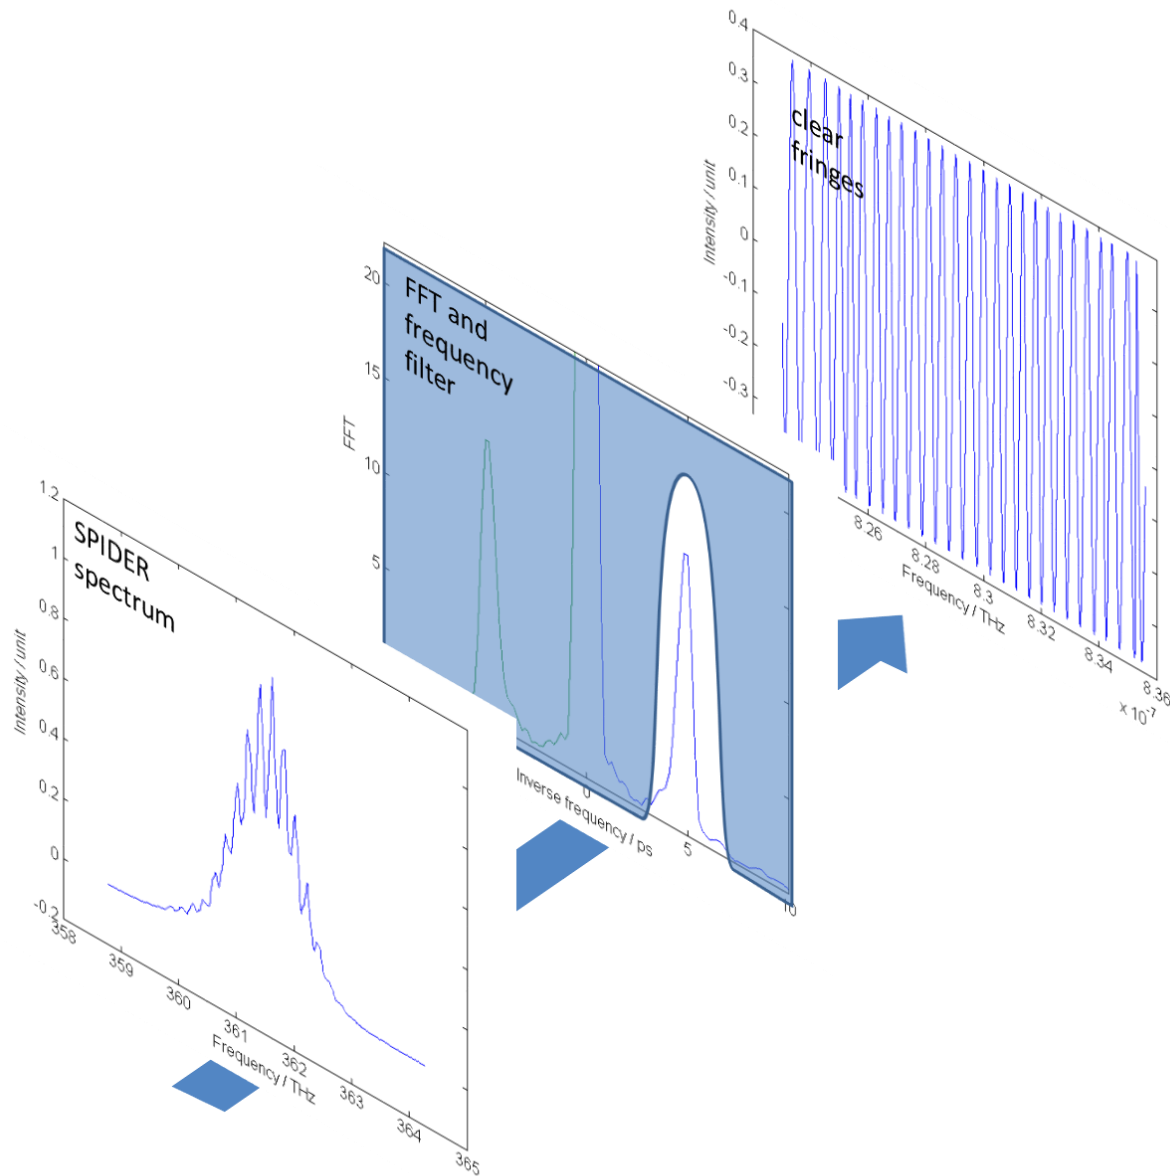 0.4
0.3
0.2
0.1
0
-0.1
-0.2
-0.3
Intensity / unit
clear
fringes
8.26
8.28
8.3
8.32
8.34
8.36
Frequency / THz
x 10-7
20
15
10
5
FFT
FFT and
frequency
filter
0
5
10
Inverse frequency / ps
1.2
1
0.8
0.6
0.4
0.2
0
-0.2
Intensity / unit
SPIDER
spectrum
358
359
360
361
362
363
364
365
Frequency / THz